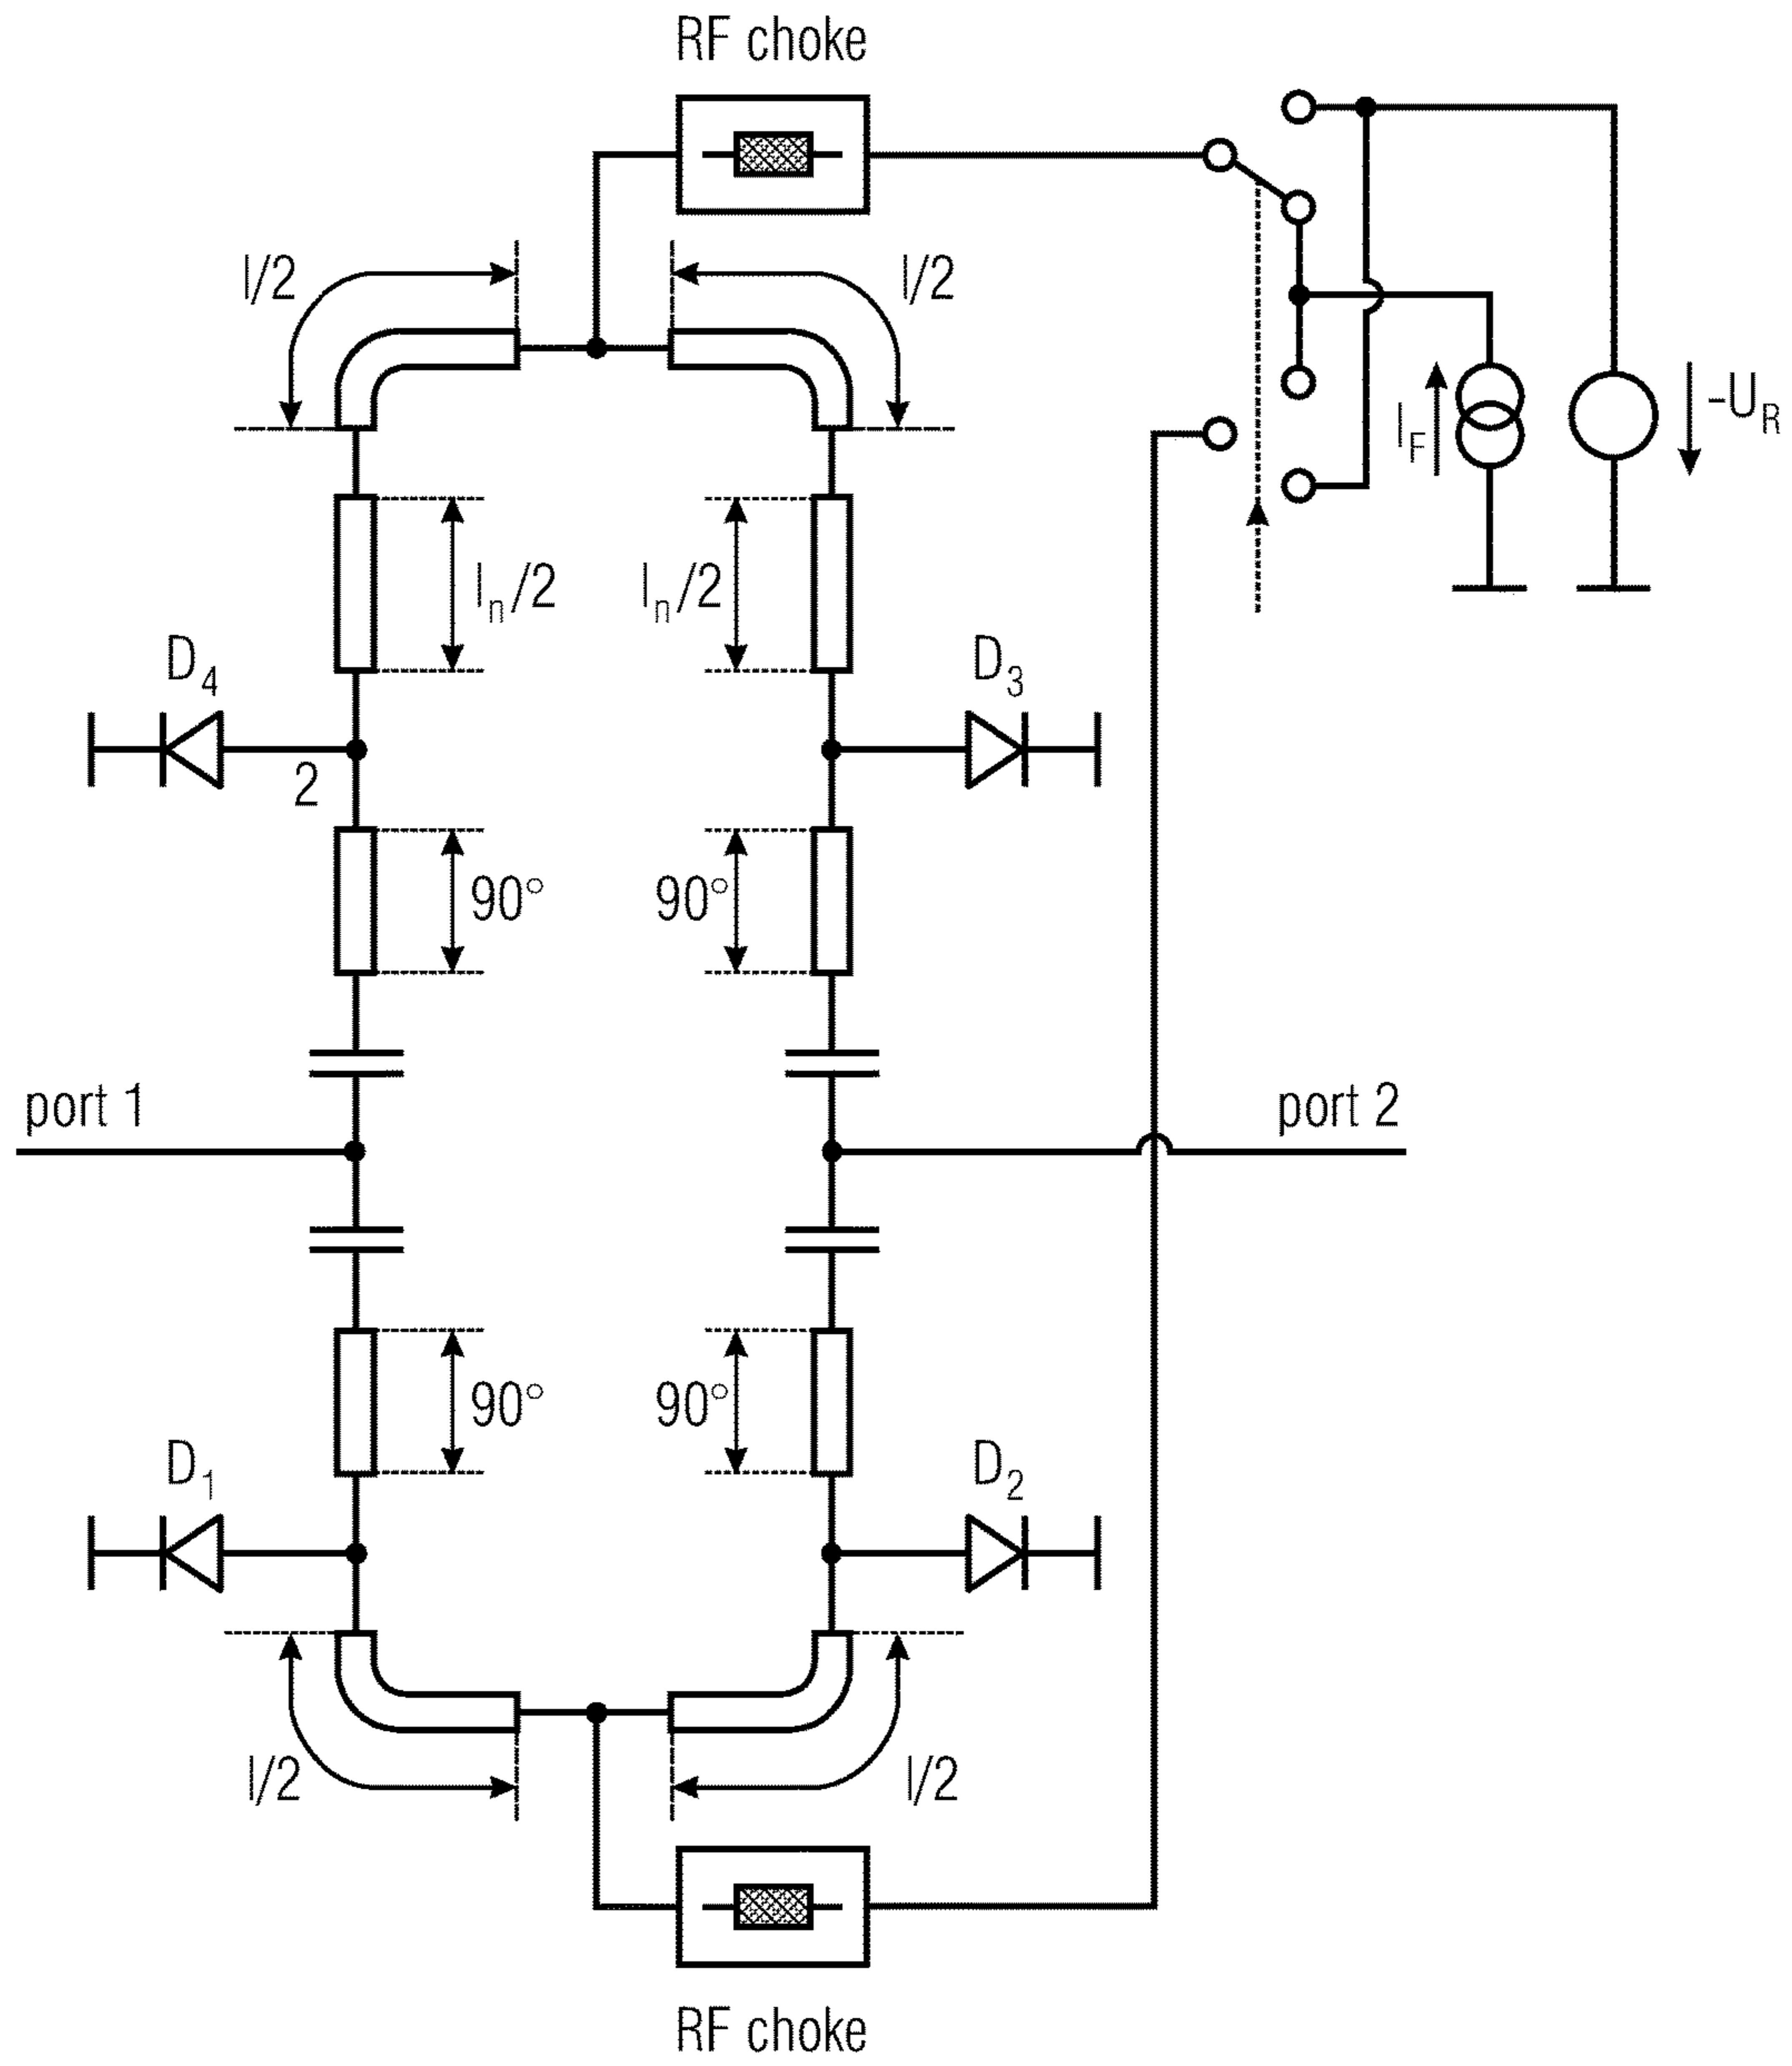 RF choke
l/2
l/2
-U_R
I_F
l_n/2
l_n/2
D_4
D_3
2
90°
90°
port 1
port 2
90°
90°
D_1
D_2
l/2
l/2
RF choke